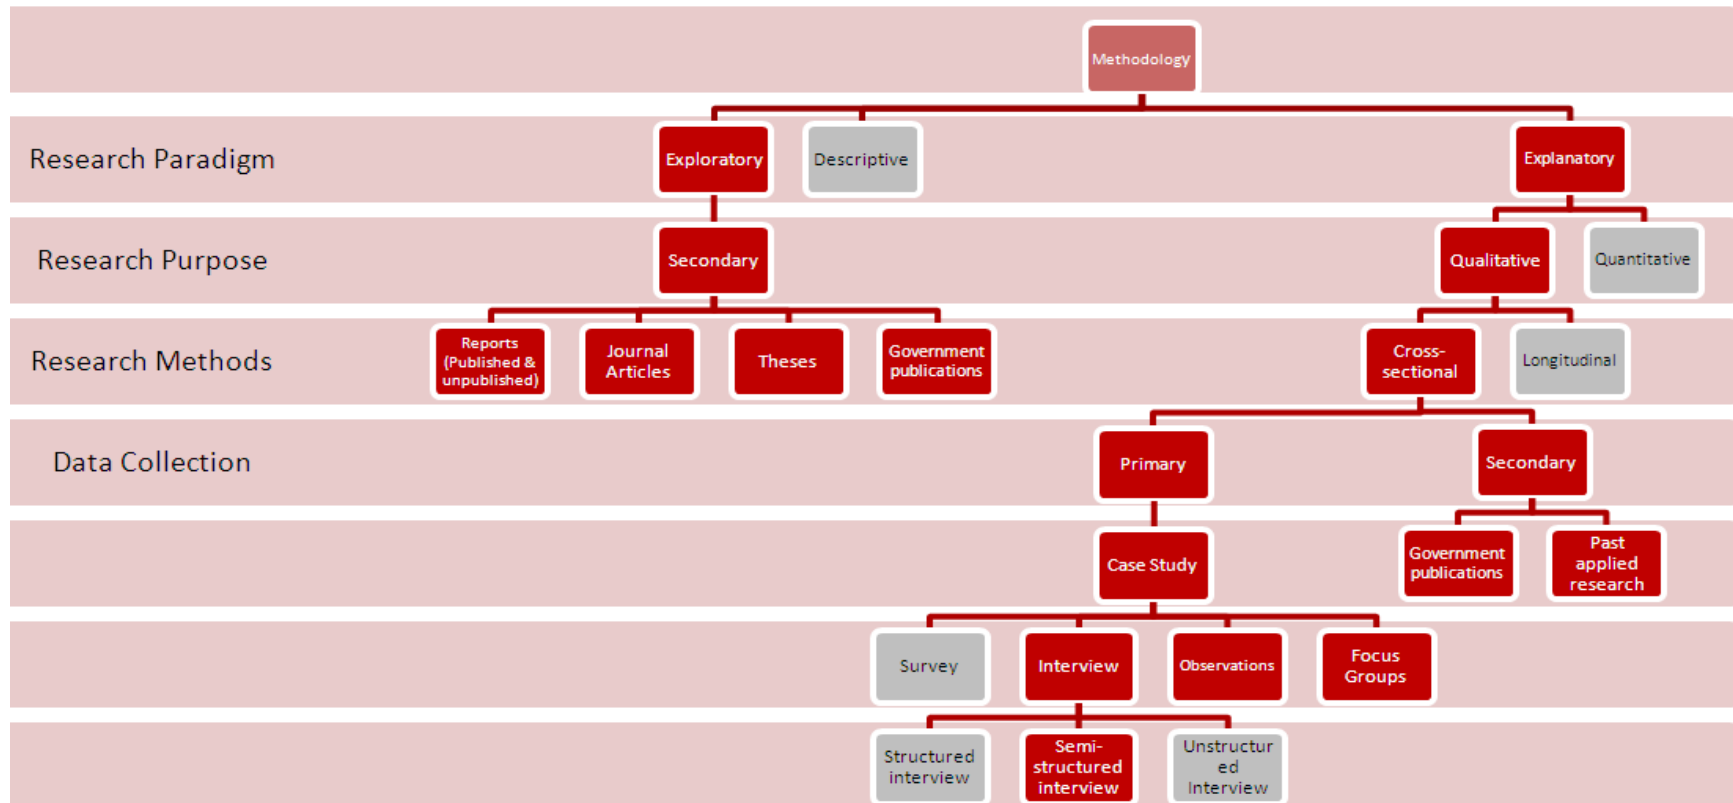 Methodology
Research Paradigm
Exploratory
Descriptive
Explanatory
Research Purpose
Secondary
Qualitative
Quantitative
Research Methods
Reports
(Published &
unpublished)
Journal
Articles
Theses
Government
publications
Cross-
sectional
Longitudinal
Data Collection
Primary
Secondary
Case Study
Government
publications
Past
applied
research
Survey
Interview
Observations
Focus
Groups
Structured
interview
Semi-
structured
interview
Unstructur
ed
Interview